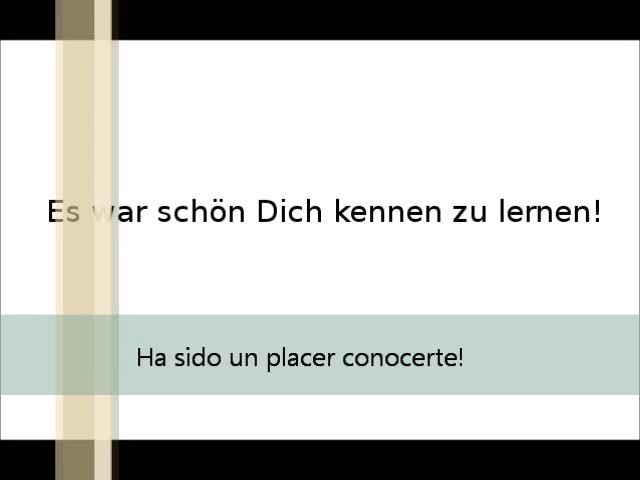 Es war schön Dich kennen zu lernen!
Ha sido un placer conocerte!